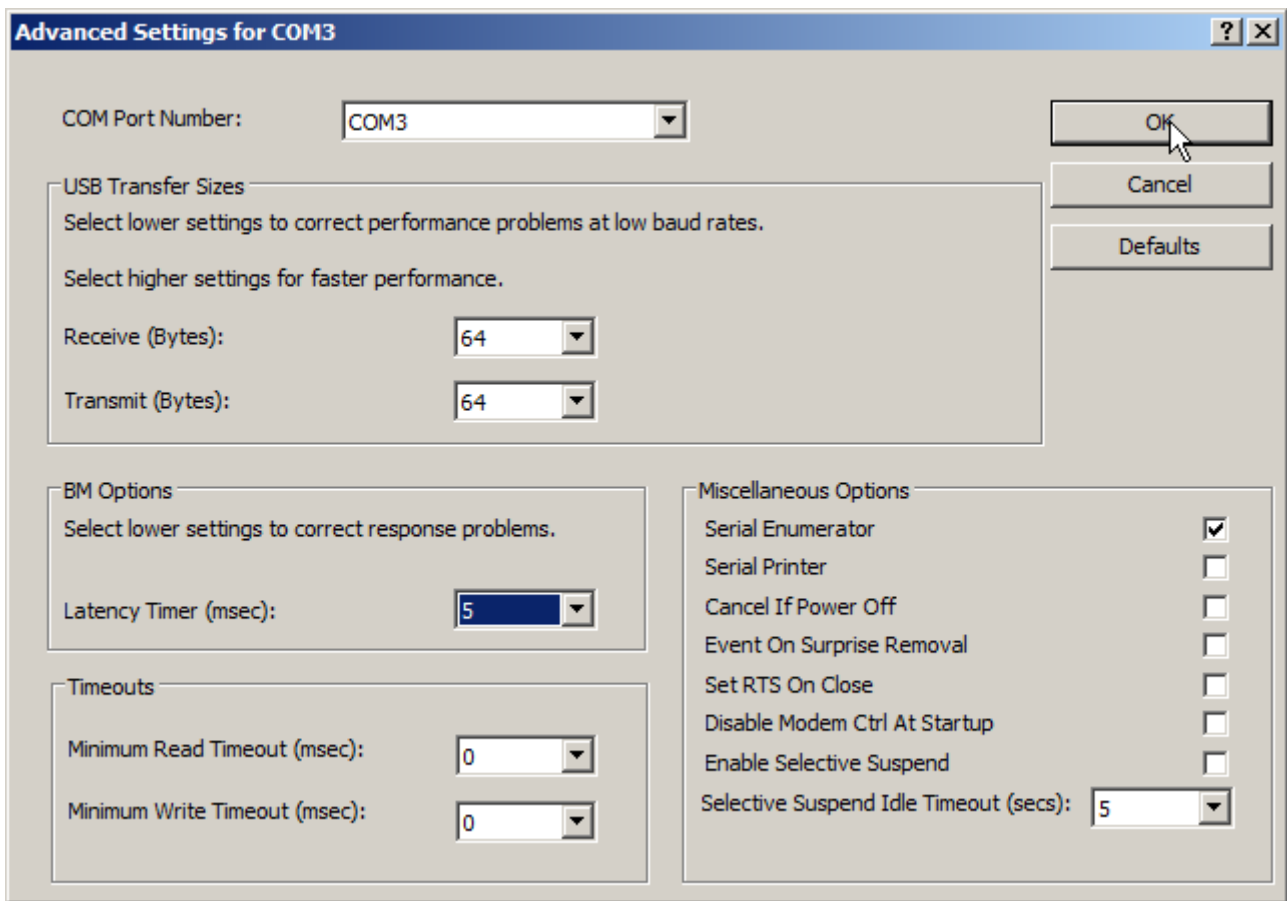 Advanced Settings for COM3
COM Port Number: COM3
OK
USB Transfer Sizes
Cancel
Select lower settings to correct performance problems at low baud rates.
Defaults
Select higher settings for faster performance.
Receive (Bytes): 64
Transmit (Bytes): 64
BM Options
Select lower settings to correct response problems.
Latency Timer (msec): 5
Timeouts
Minimum Read Timeout (msec): 0
Minimum Write Timeout (msec): 0
Miscellaneous Options
Serial Enumerator
Serial Printer
Cancel If Power Off
Event On Surprise Removal
Set RTS On Close
Disable Modem Ctrl At Startup
Enable Selective Suspend
Selective Suspend Idle Timeout (secs): 5